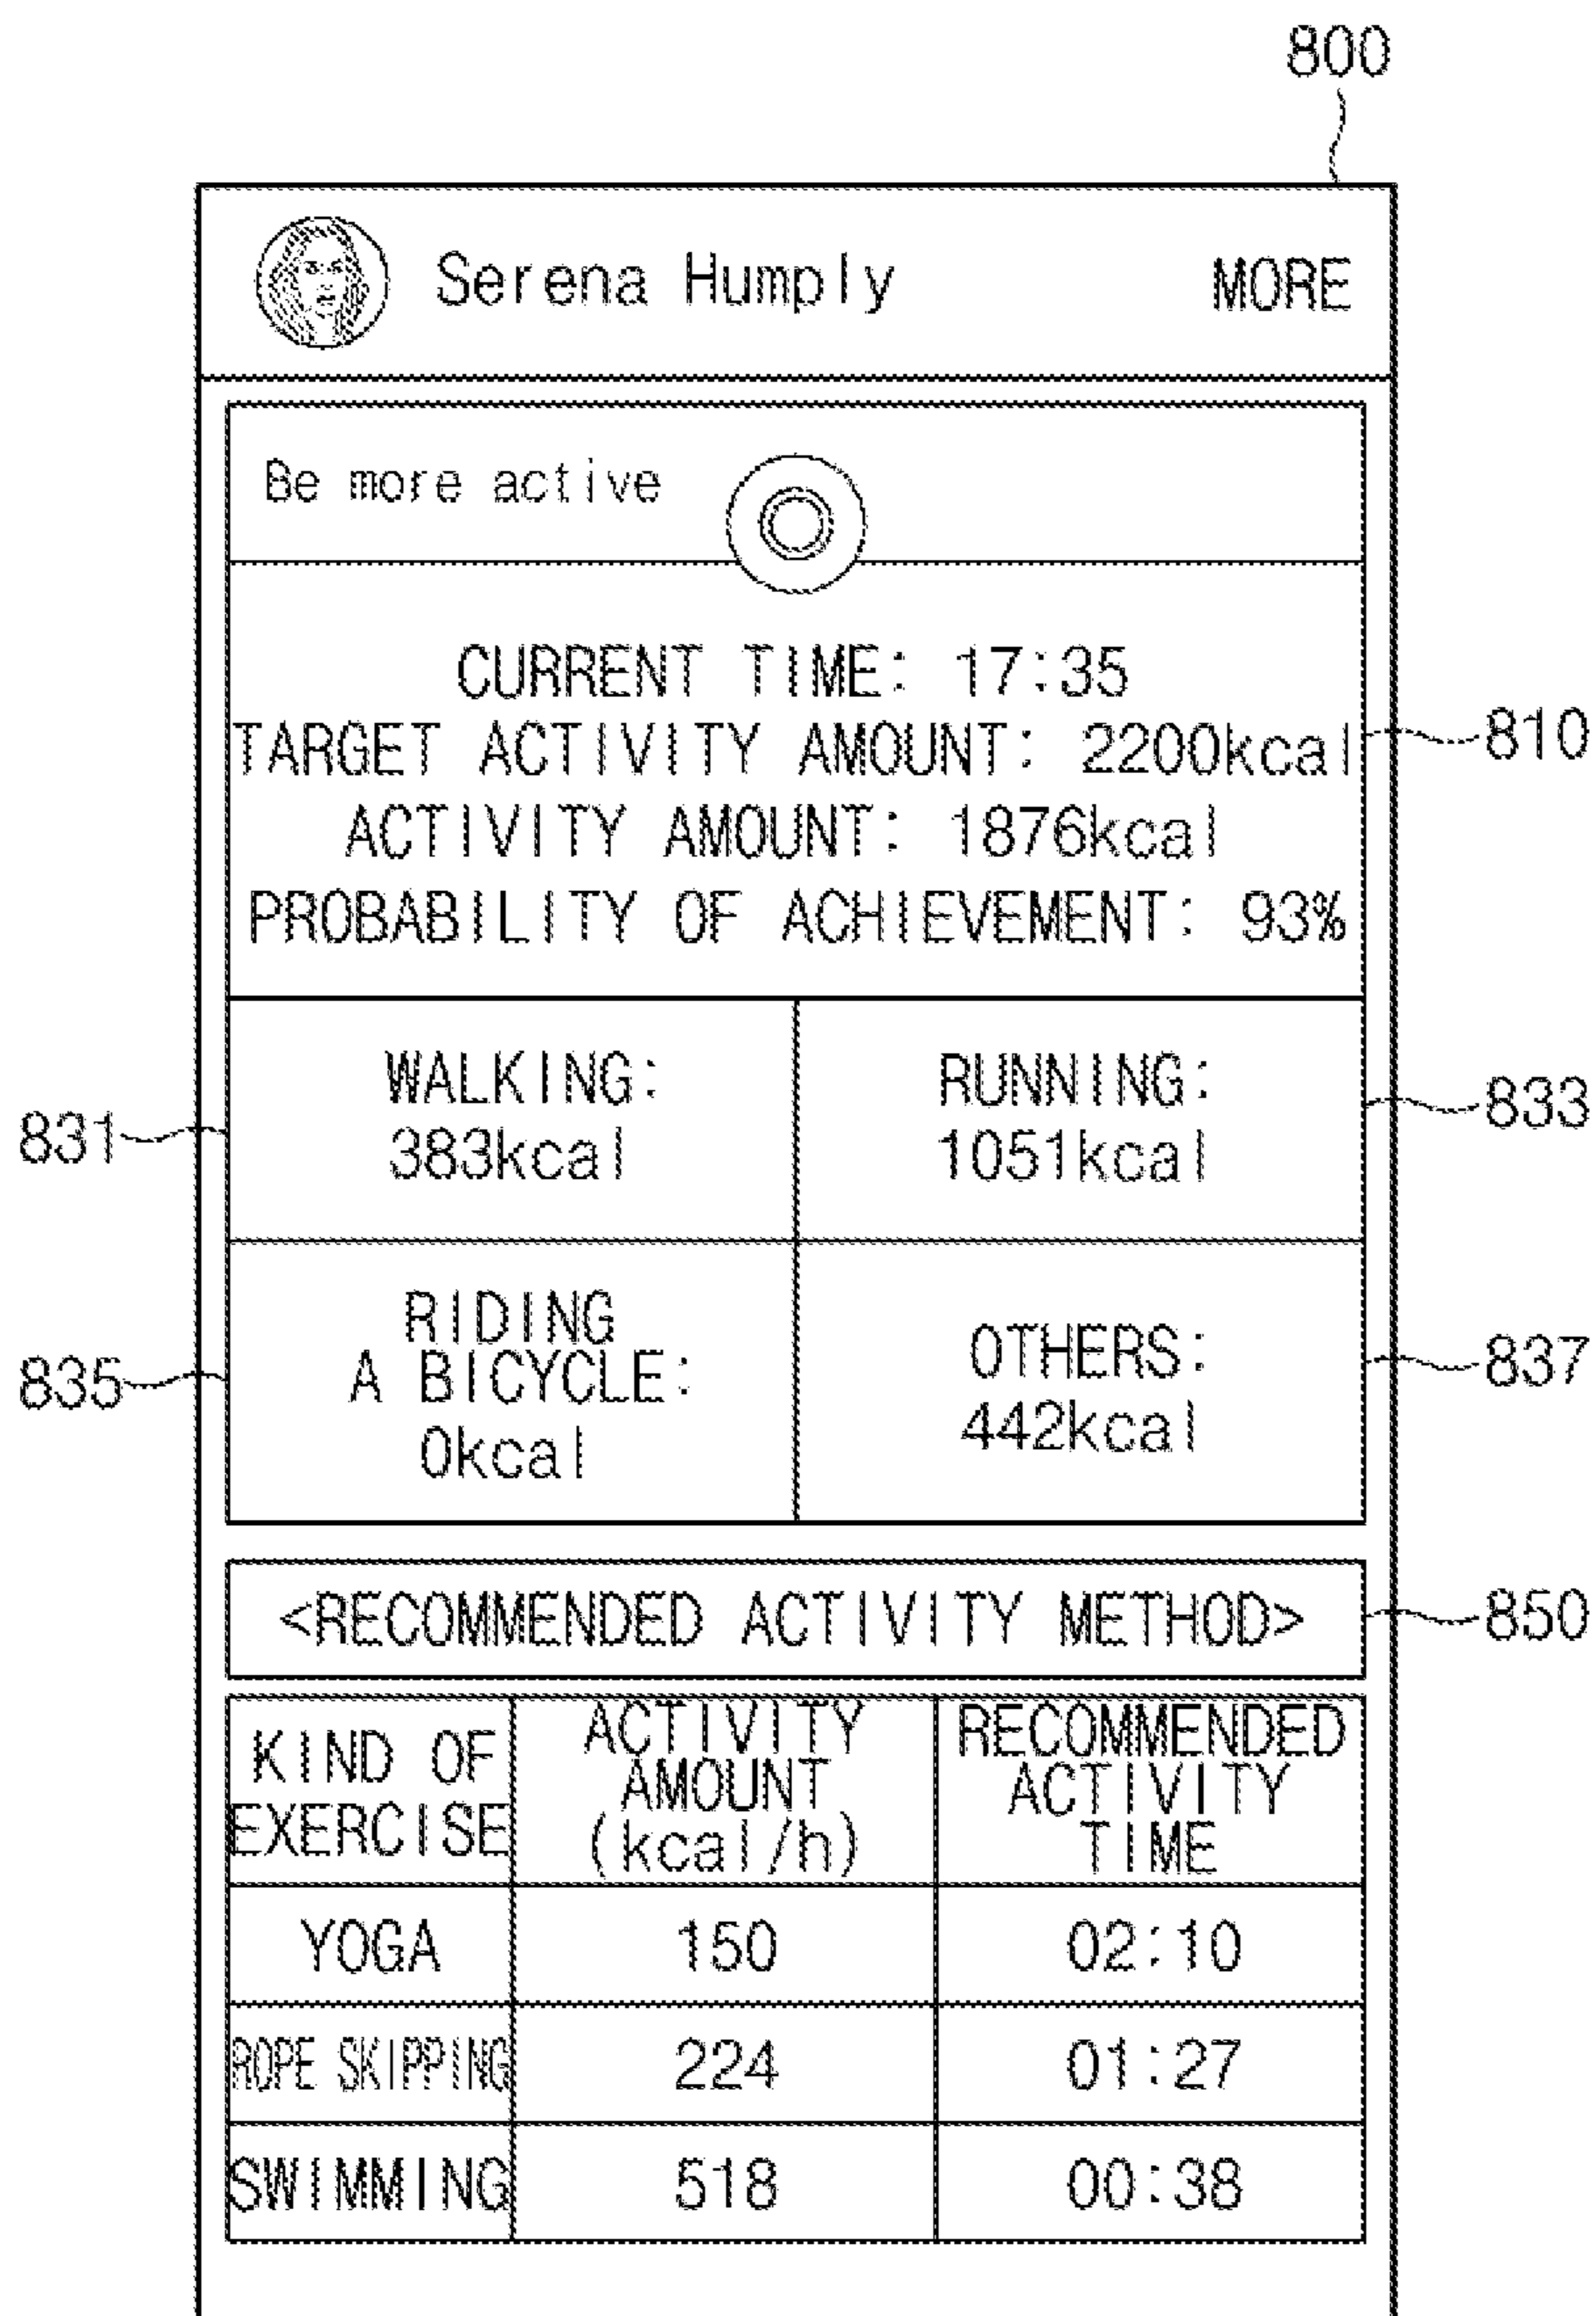 800
Serena Humply MORE
Be more active
CURRENT TIME: 17:35
TARGET ACTIVITY AMOUNT: 2200kcal
810
ACTIVITY AMOUNT: 1876kcal
PROBABILITY OF ACHIEVEMENT: 93%
831
WALKING:
383kcal
RUNNING:
1051kcal
833
835
RIDING
A BICYCLE:
0kcal
OTHERS:
442kcal
837
<RECOMMENDED ACTIVITY METHOD>
850
KIND OF
EXERCISE
ACTIVITY
AMOUNT
(kcal/h)
RECOMMENDED
ACTIVITY
TIME
YOGA 150 02:10
ROPE SKIPPING 224 01:27
SWIMMING 518 00:38